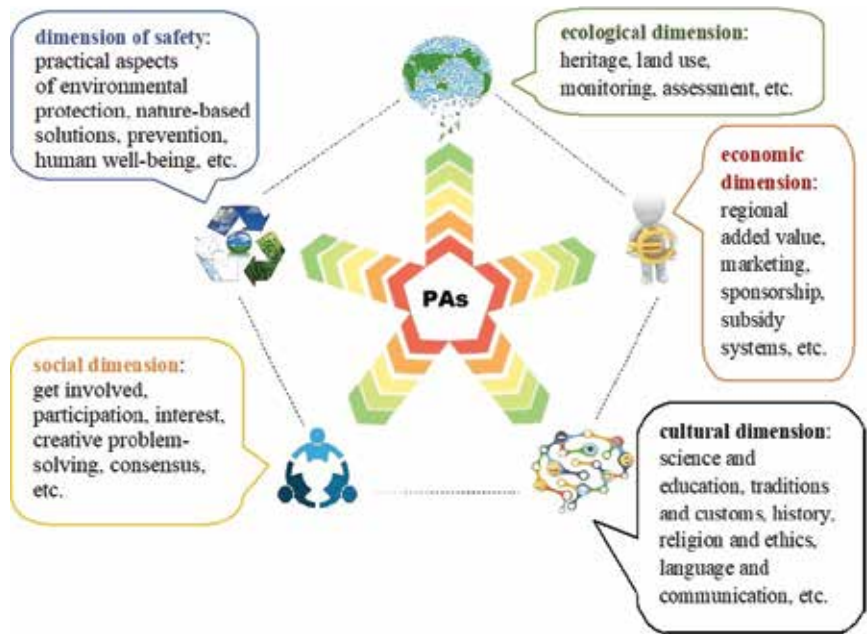 dimension of safety:
practical aspects
of environmental
protection, nature-based
solutions, prevention,
human well-being, etc.
ecological dimension:
heritage, land use,
monitoring, assessment, etc.
economic
dimension:
regional
added value,
marketing,
sponsorship,
subsidy
systems, etc.
PAs
social dimension:
get involved,
participation, interest,
creative problem-
solving, consensus,
etc.
cultural dimension:
science and
education, traditions
and customs, history,
religion and ethics,
language and
communication, etc.